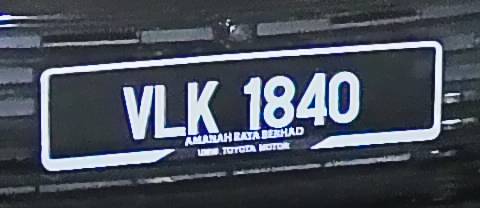 VLK 1840
AMANAH RAYA BERHAD
UMW TOYOTA MOTOR